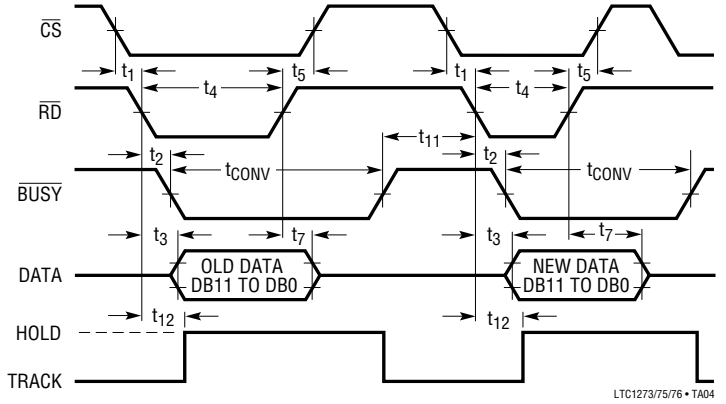 CS
t1 t5 t1 t5
t4 t4
RD
t11
t2 tCONV t2 tCONV
BUSY
t3 t7 t3 t7
DATA
OLD DATA NEW DATA
DB11 TO DB0 DB11 TO DB0
HOLD
t12 t12
TRACK
LTC1273/75/76 • TA04